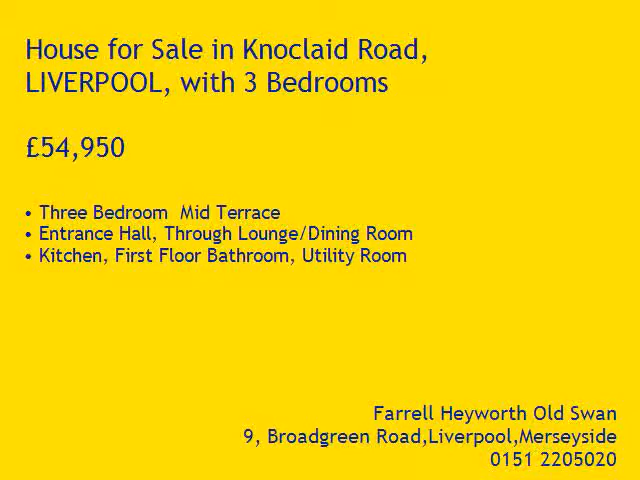 House for Sale in Knoclaid Road,
LIVERPOOL, with 3 Bedrooms
£54,950
• Three Bedroom  Mid Terrace
• Entrance Hall, Through Lounge/Dining Room
• Kitchen, First Floor Bathroom, Utility Room
Farrell Heyworth Old Swan
9, Broadgreen Road,Liverpool,Merseyside
0151 2205020